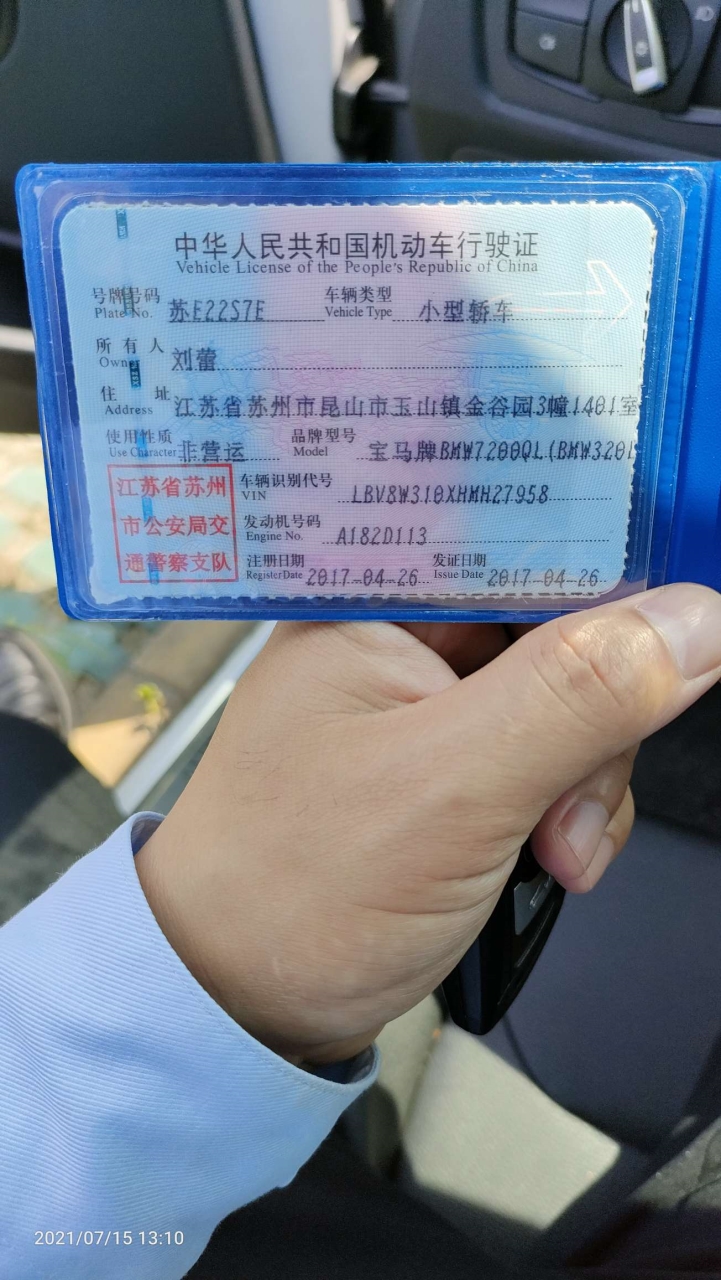 中华人民共和国机动车行驶证
Vehicle License of the People's Republic of China
号牌号码 苏E22S7E 车辆类型 小型轿车
Plate No. Vehicle Type
所有人 刘蕾
Owner
住址 江苏省苏州市昆山市玉山镇金谷园3幢1401室
Address
使用性质 非营运 品牌型号 宝马牌BMW7200QL(BMW320L
Use Character Model
江苏省苏州
市公安局交
通警察支队
车辆识别代号 LBV8W310XHMH27958
VIN
发动机号码 A182D113
Engine No.
注册日期 2017-04-26 发证日期 2017-04-26
Register Date Issue Date
2021/07/15 13:10